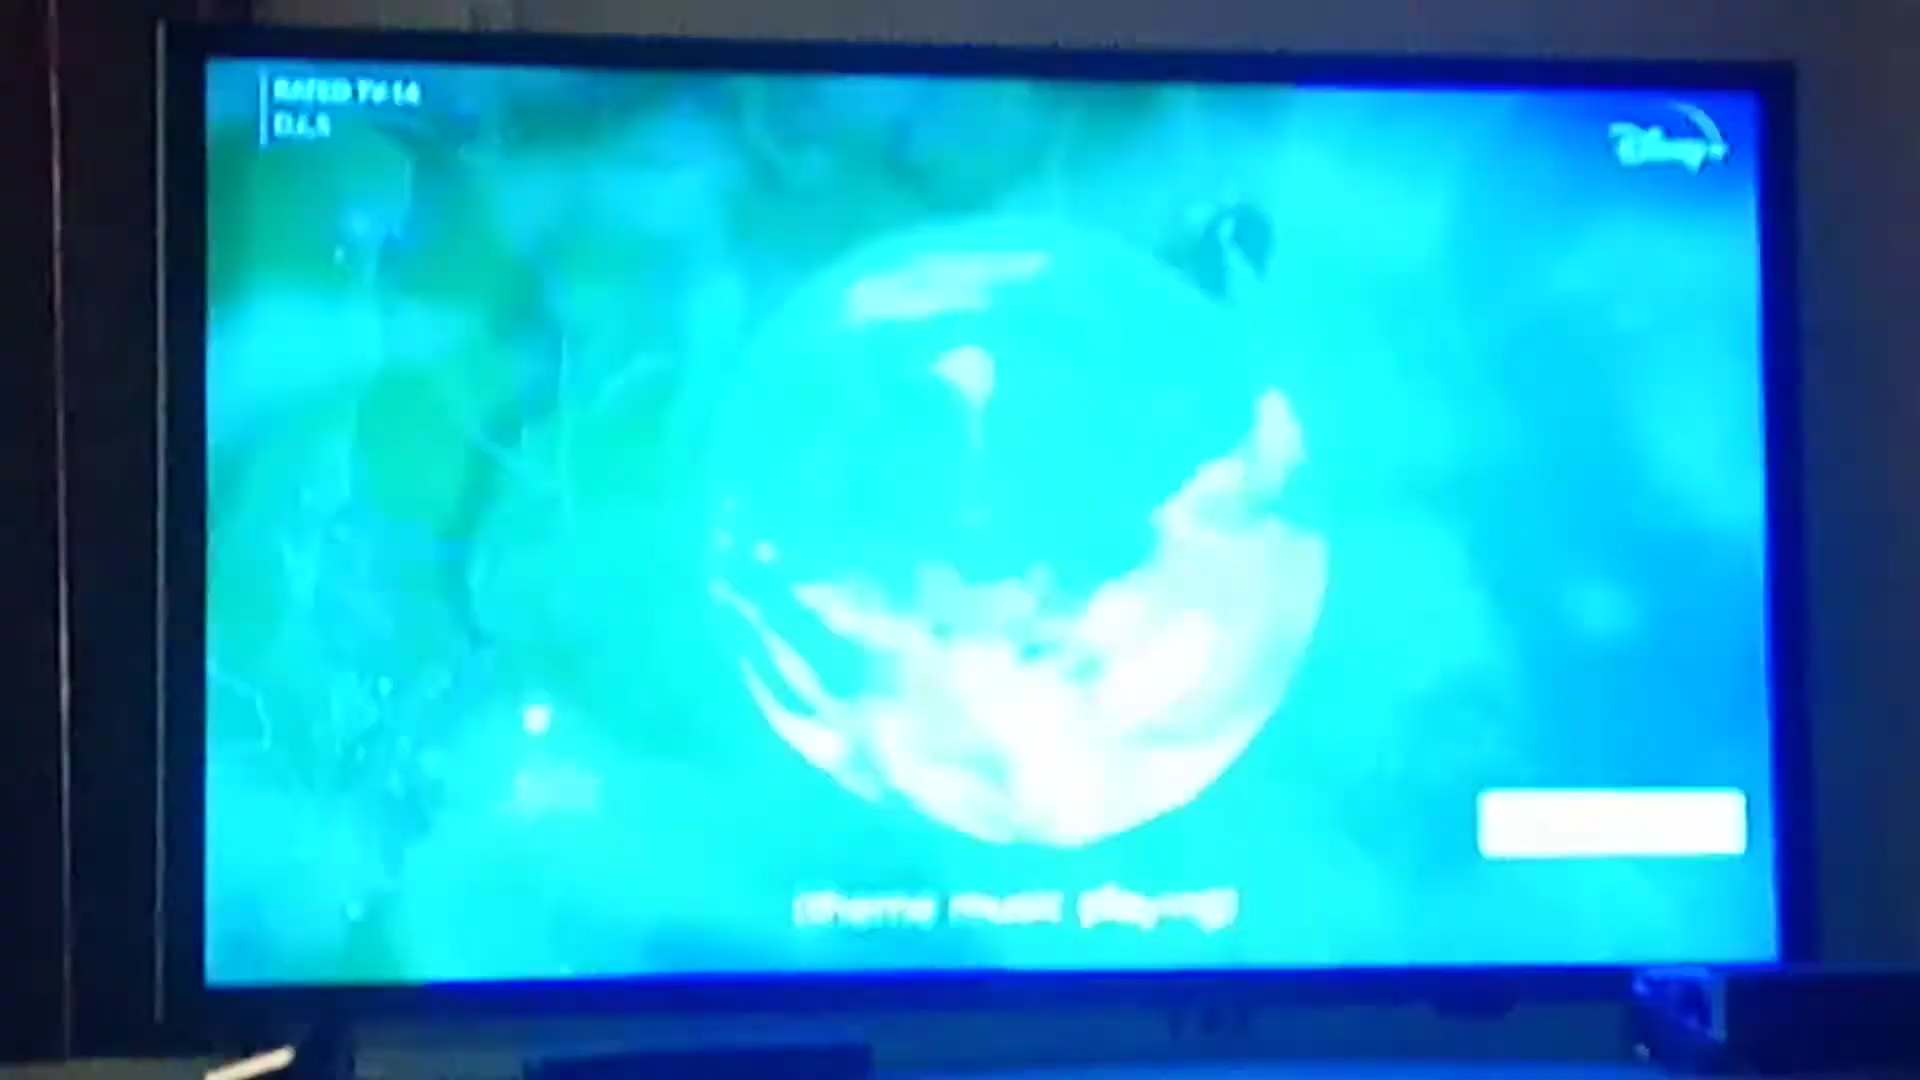 RATED TV-14
D,L,S
Disney+
(theme music playing)